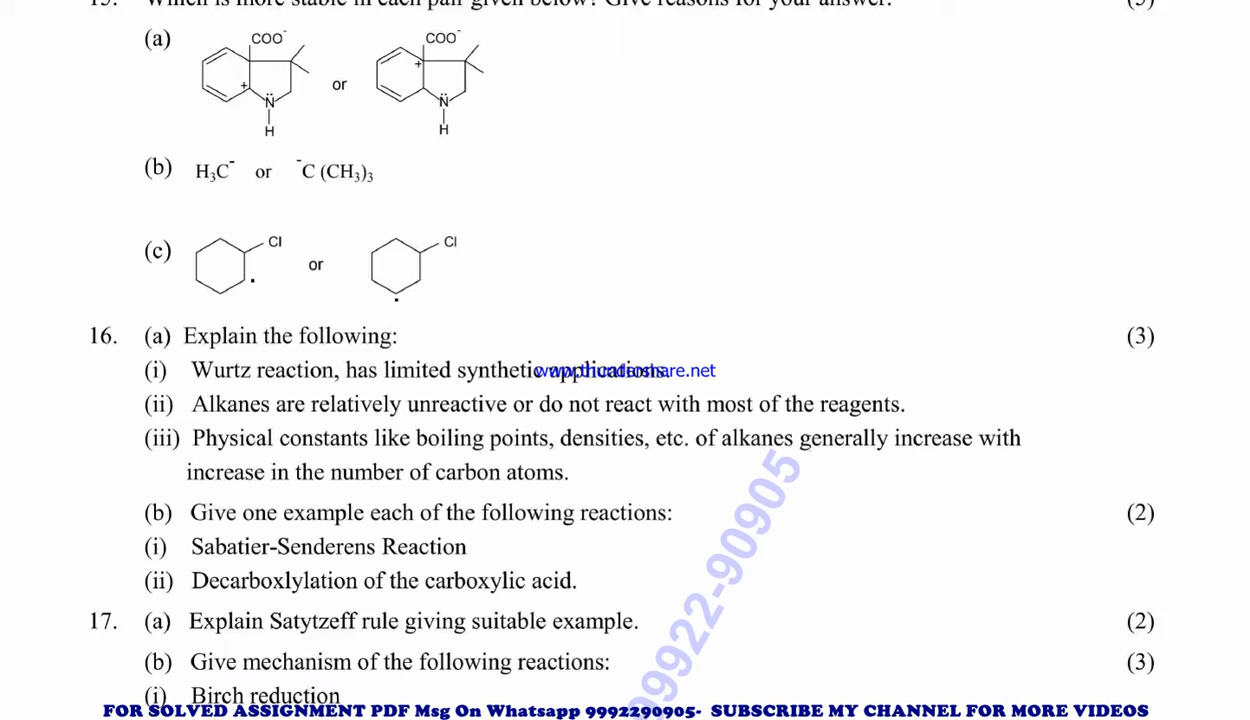 15. Which is more stable in each pair given below? Give reasons for your answer. (5)
(a) COO- + N H or COO- + N H
(b) H3C- or -C (CH3)3
(c) Cl . or Cl .
16. (a) Explain the following: (3)
(i) Wurtz reaction, has limited synthetic applications.
www.thundershare.net
(ii) Alkanes are relatively unreactive or do not react with most of the reagents.
(iii) Physical constants like boiling points, densities, etc. of alkanes generally increase with
increase in the number of carbon atoms.
(b) Give one example each of the following reactions: (2)
(i) Sabatier-Senderens Reaction
(ii) Decarboxlylation of the carboxylic acid.
17. (a) Explain Satytzeff rule giving suitable example. (2)
(b) Give mechanism of the following reactions: (3)
(i) Birch reduction
99922-90905
FOR SOLVED ASSIGNMENT PDF Msg On Whatsapp 9992290905- SUBSCRIBE MY CHANNEL FOR MORE VIDEOS